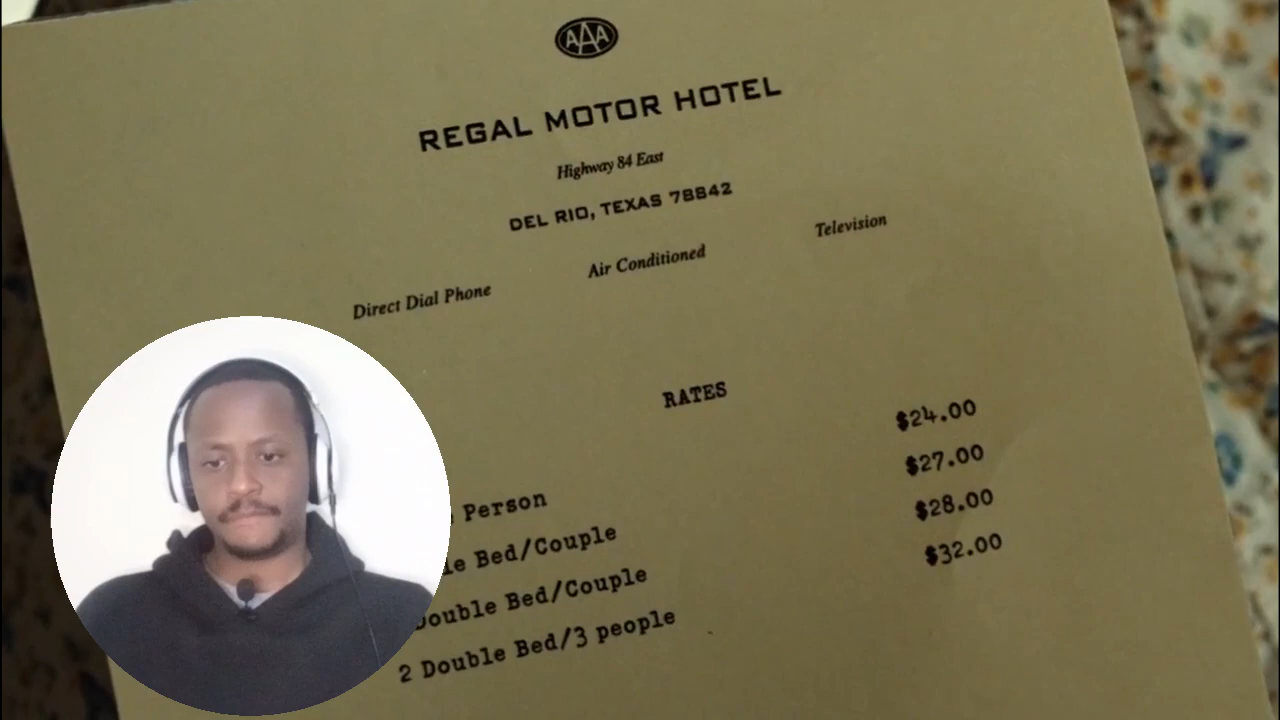 AAA
REGAL MOTOR HOTEL
Highway 84 East
DEL RIO, TEXAS 78842
Direct Dial Phone Air Conditioned Television
RATES
Person $24.00
Bed/Couple $27.00
Double Bed/Couple $28.00
2 Double Bed/3 people $32.00